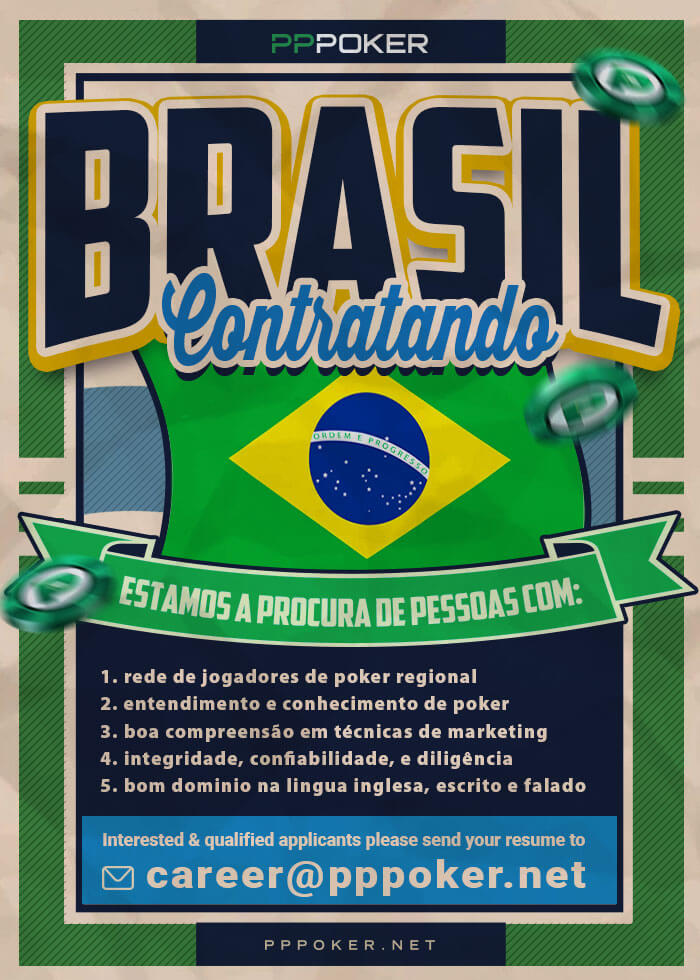 PPPOKER
BRASIL
Contratando
ORDEM E PROGRESSO
ESTAMOS A PROCURA DE PESSOAS COM:
1. rede de jogadores de poker regional
2. entendimento e conhecimento de poker
3. boa compreensão em técnicas de marketing
4. integridade, confiabilidade, e diligência
5. bom dominio na lingua inglesa, escrito e falado
Interested & qualified applicants please send your resume to
career@pppoker.net
PPPOKER.NET